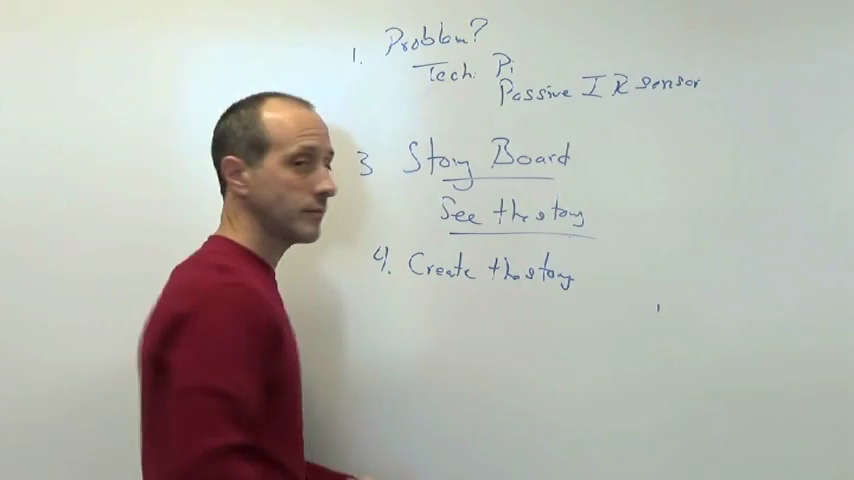 1. Problem?
Tech: Pi
Passive IR sensor
3 Story Board
See the story
4. Create the story